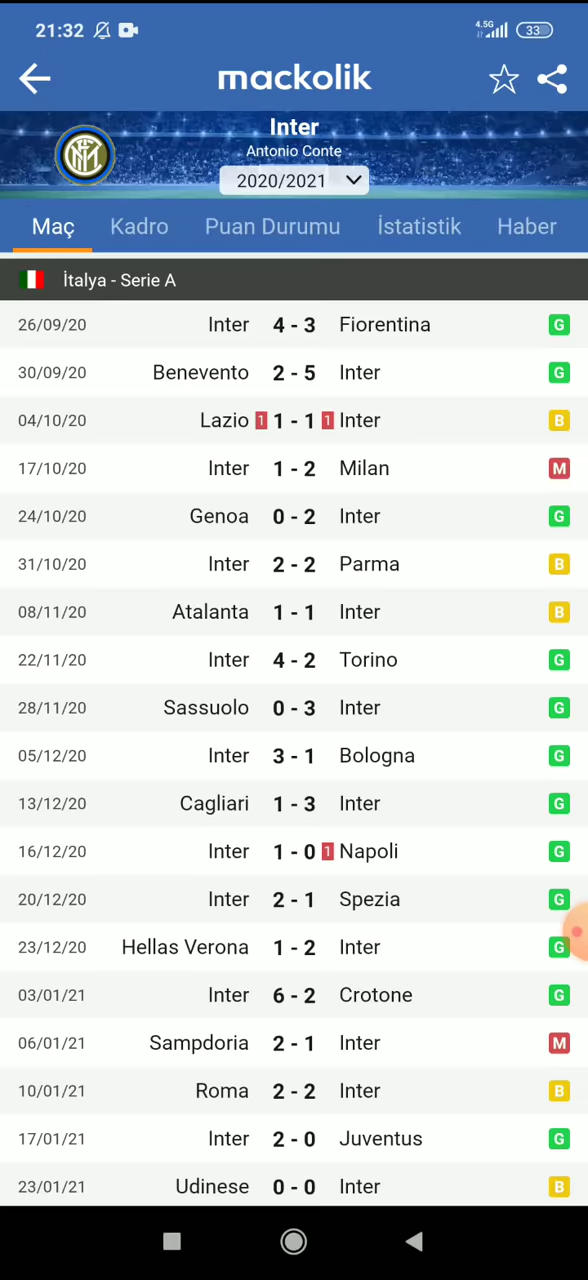 21:32 4.5G 33
mackolik
Inter
Antonio Conte
2020/2021
Maç Kadro Puan Durumu İstatistik Haber
İtalya - Serie A
26/09/20 Inter 4 - 3 Fiorentina G
30/09/20 Benevento 2 - 5 Inter G
04/10/20 Lazio 1 1 - 1 1 Inter B
17/10/20 Inter 1 - 2 Milan M
24/10/20 Genoa 0 - 2 Inter G
31/10/20 Inter 2 - 2 Parma B
08/11/20 Atalanta 1 - 1 Inter B
22/11/20 Inter 4 - 2 Torino G
28/11/20 Sassuolo 0 - 3 Inter G
05/12/20 Inter 3 - 1 Bologna G
13/12/20 Cagliari 1 - 3 Inter G
16/12/20 Inter 1 - 0 1 Napoli G
20/12/20 Inter 2 - 1 Spezia G
23/12/20 Hellas Verona 1 - 2 Inter G
03/01/21 Inter 6 - 2 Crotone G
06/01/21 Sampdoria 2 - 1 Inter M
10/01/21 Roma 2 - 2 Inter B
17/01/21 Inter 2 - 0 Juventus G
23/01/21 Udinese 0 - 0 Inter B